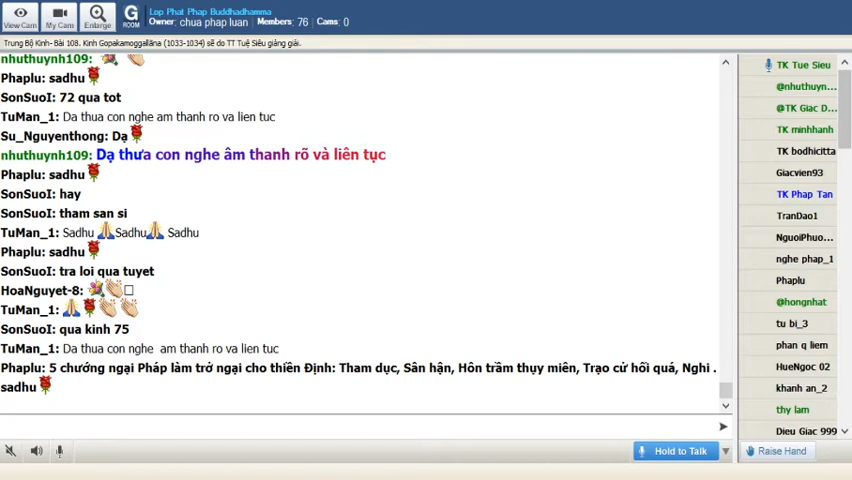 View Cam
My Cam
Enlarge
G
ROOM
Lop Phat Phap Buddhadhamma
Owner: chua phap luan Members: 76 Cams: 0
Trung Bộ Kinh- Bài 108. Kinh Gopakamoggallāna (1033-1034) sẽ do TT Tuệ Siêu giảng giải.
nhuthuynh109:
Phaplu: sadhu
SonSuoI: 72 qua tot
TuMan_1: Da thua con nghe am thanh ro va lien tuc
Su_Nguyenthong: Dạ
nhuthuynh109: Dạ thưa con nghe âm thanh rõ và liên tục
Phaplu: sadhu
SonSuoI: hay
SonSuoI: tham san si
TuMan_1: Sadhu Sadhu Sadhu
Phaplu: sadhu
SonSuoI: tra loi qua tuyet
HoaNguyet-8:
TuMan_1:
SonSuoI: qua kinh 75
TuMan_1: Da thua con nghe am thanh ro va lien tuc
Phaplu: 5 chướng ngại Pháp làm trở ngại cho thiền Định: Tham dục, Sân hận, Hôn trầm thụy miên, Trạo cử hối quá, Nghi .
sadhu
TK Tue Sieu
@nhuthuyn...
@TK Giac D...
TK minhhanh
TK bodhicitta
Giacvien93
TK Phap Tan
TranDao1
NguoiPhuo...
nghe phap_1
Phaplu
@hongnhat
tu bi_3
phan q liem
HueNgoc 02
khanh an_2
thy lam
Dieu Giac 999
Hold to Talk
Raise Hand